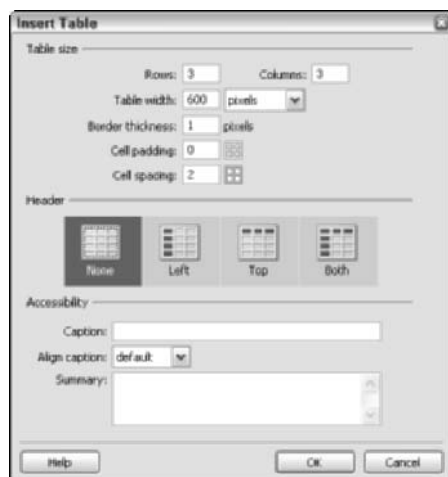 Insert Table
Table size
Rows: 3 Columns: 3
Table width: 600 pixels
Border thickness: 1 pixels
Cell padding: 0
Cell spacing: 2
Header
None Left Top Both
Accessibility
Caption:
Align caption: default
Summary:
Help OK Cancel